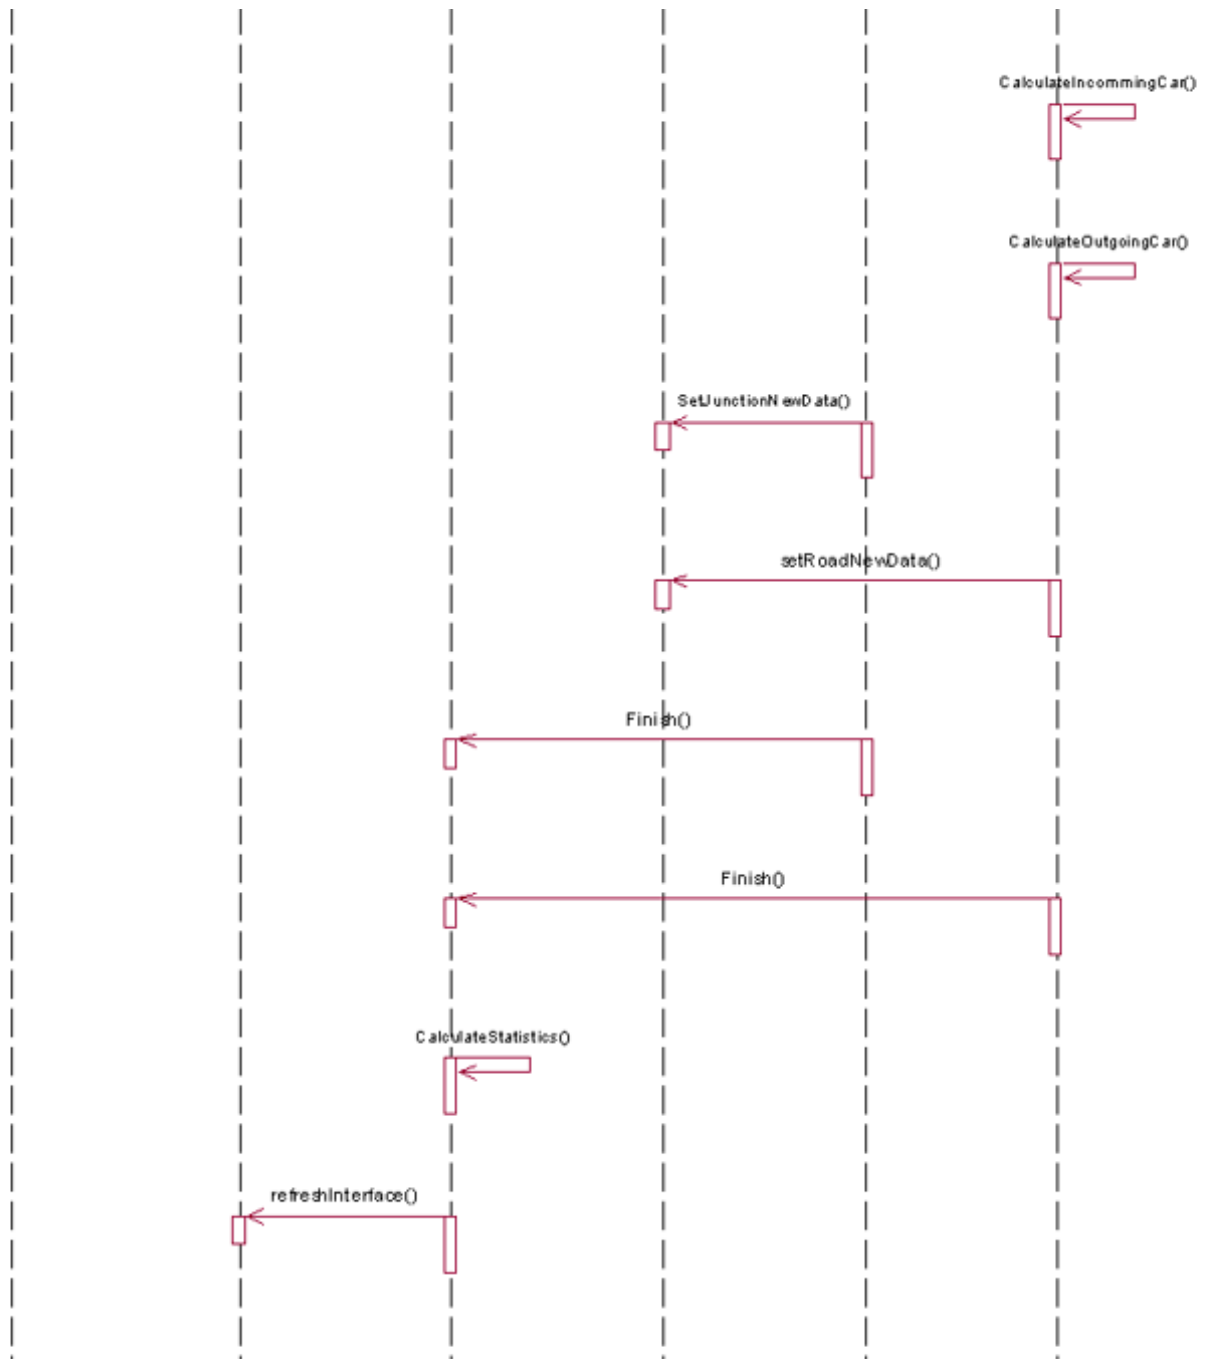 CalculateIncommingCar()
CalculateOutgoingCar()
SetJunctionNewData()
setRoadNewData()
Finish()
Finish()
CalculateStatistics()
refreshInterface()